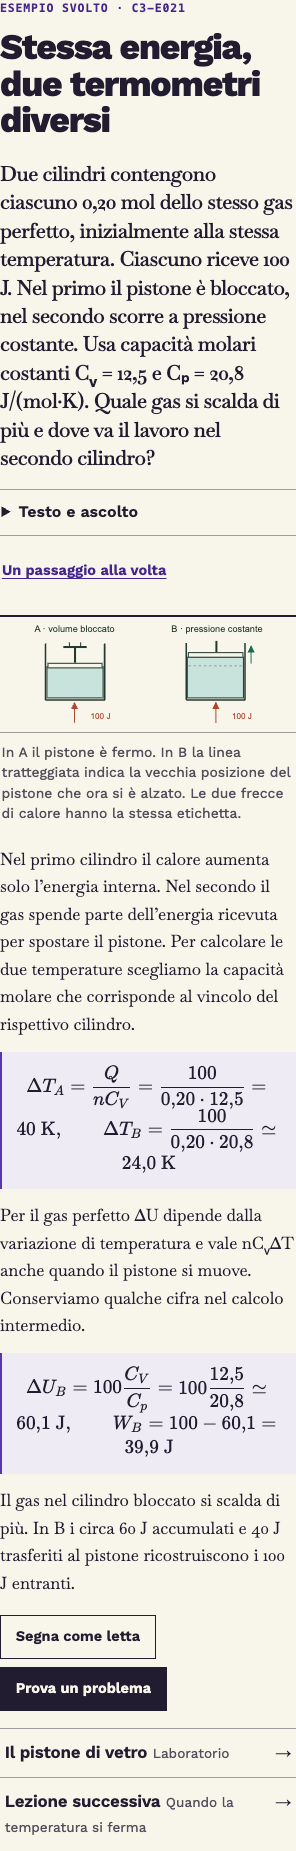 ESEMPIO SVOLTO · C3–E021
Stessa energia,
due termometri
diversi
Due cilindri contengono
ciascuno 0,20 mol dello stesso gas
perfetto, inizialmente alla stessa
temperatura. Ciascuno riceve 100
J. Nel primo il pistone è bloccato,
nel secondo scorre a pressione
costante. Usa capacità molari
costanti Cᵥ = 12,5 e Cₚ = 20,8
J/(mol·K). Quale gas si scalda di
più e dove va il lavoro nel
secondo cilindro?
▶ Testo e ascolto
Un passaggio alla volta
A · volume bloccato B · pressione costante
100 J 100 J
In A il pistone è fermo. In B la linea
tratteggiata indica la vecchia posizione del
pistone che ora si è alzato. Le due frecce
di calore hanno la stessa etichetta.
Nel primo cilindro il calore aumenta
solo l’energia interna. Nel secondo il
gas spende parte dell’energia ricevuta
per spostare il pistone. Per calcolare le
due temperature scegliamo la capacità
molare che corrisponde al vincolo del
rispettivo cilindro.
ΔT_A = Q/(nC_V) = 100/(0,20 · 12,5) =
40 K, ΔT_B = 100/(0,20 · 20,8) ≃
24,0 K
Per il gas perfetto ΔU dipende dalla
variazione di temperatura e vale nCᵥΔT
anche quando il pistone si muove.
Conserviamo qualche cifra nel calcolo
intermedio.
ΔU_B = 100 C_V/C_p = 100 12,5/20,8 ≃
60,1 J, W_B = 100 − 60,1 =
39,9 J
Il gas nel cilindro bloccato si scalda di
più. In B i circa 60 J accumulati e 40 J
trasferiti al pistone ricostruiscono i 100
J entranti.
Segna come letta
Prova un problema
Il pistone di vetro Laboratorio →
Lezione successiva Quando la →
temperatura si ferma